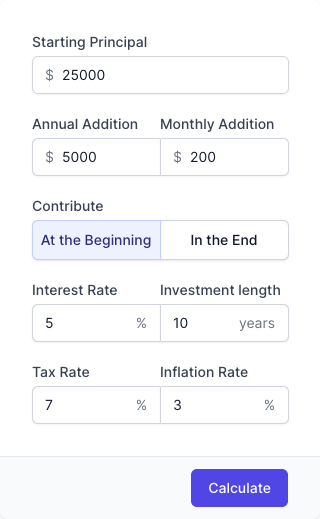 Starting Principal
$ 25000
Annual Addition Monthly Addition
$ 5000 $ 200
Contribute
At the Beginning In the End
Interest Rate Investment length
5 % 10 years
Tax Rate Inflation Rate
7 % 3 %
Calculate